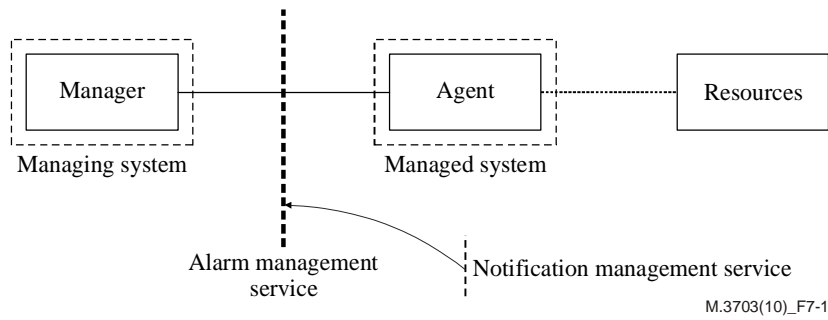 Manager
Agent
Resources
Managing system
Managed system
Alarm management
service
Notification management service
M.3703(10)_F7-1